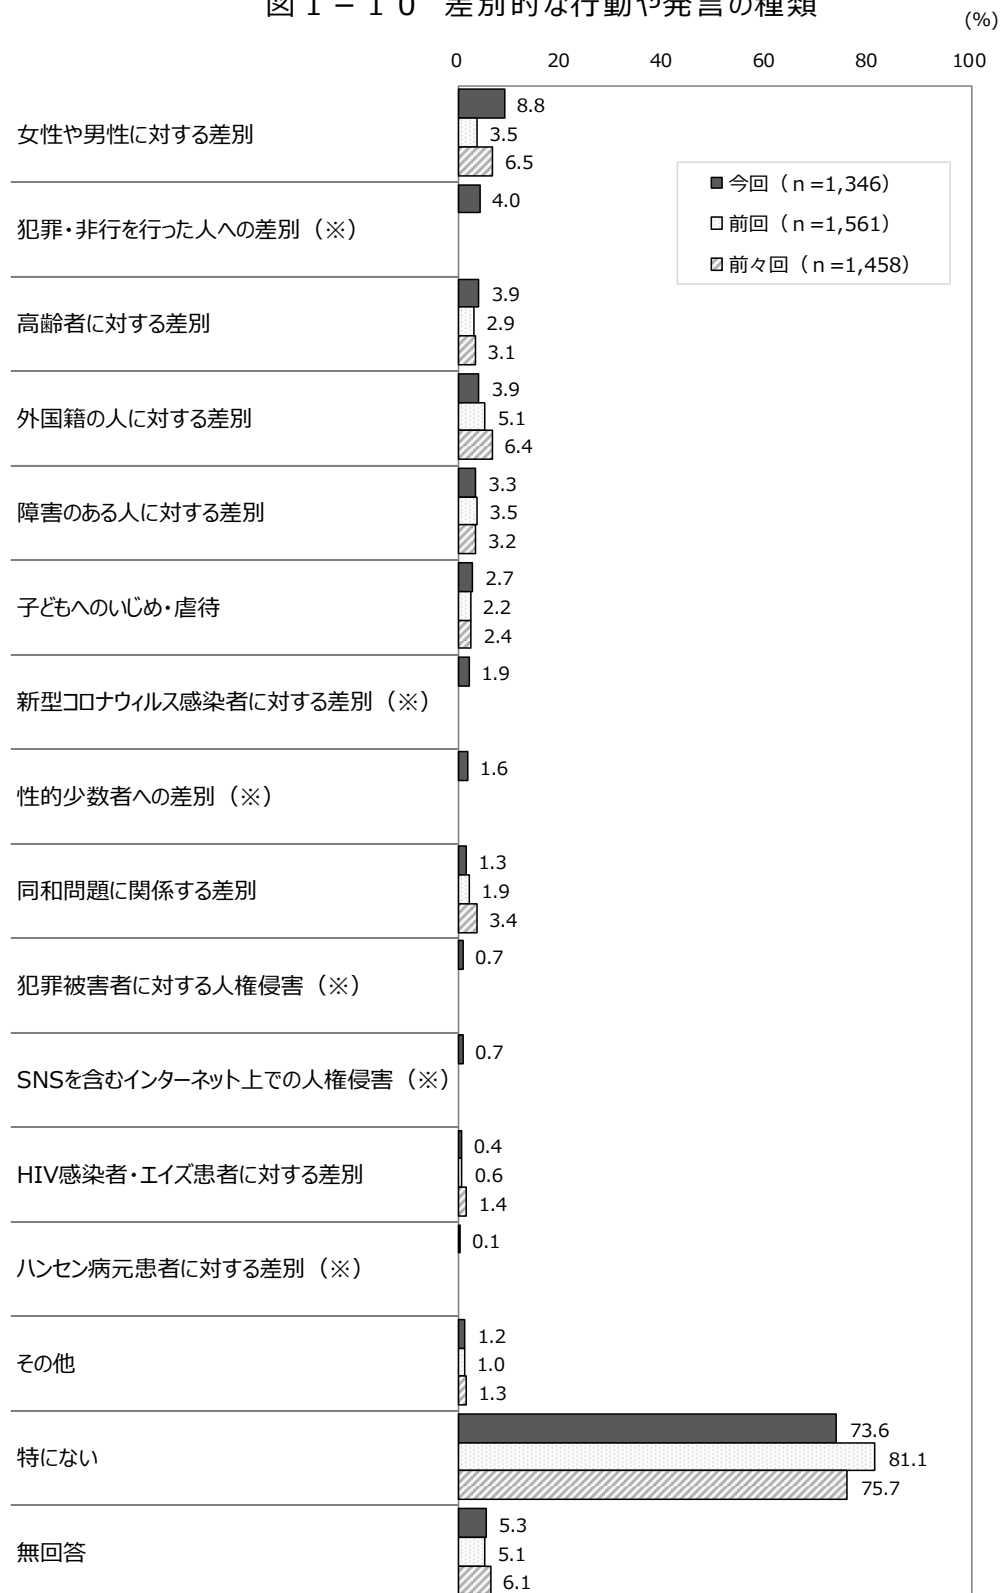 図１－１０ 差別的な行動や発言の種類
(%)
0 20 40 60 80 100
女性や男性に対する差別
8.8
3.5
6.5
今回（ｎ=1,346）
前回（ｎ=1,561）
前々回（ｎ=1,458）
犯罪・非行を行った人への差別（※）
4.0
高齢者に対する差別
3.9
2.9
3.1
外国籍の人に対する差別
3.9
5.1
6.4
障害のある人に対する差別
3.3
3.5
3.2
子どもへのいじめ・虐待
2.7
2.2
2.4
新型コロナウィルス感染者に対する差別（※）
1.9
性的少数者への差別（※）
1.6
同和問題に関係する差別
1.3
1.9
3.4
犯罪被害者に対する人権侵害（※）
0.7
SNSを含むインターネット上での人権侵害（※）
0.7
HIV感染者・エイズ患者に対する差別
0.4
0.6
1.4
ハンセン病元患者に対する差別（※）
0.1
その他
1.2
1.0
1.3
特にない
73.6
81.1
75.7
無回答
5.3
5.1
6.1